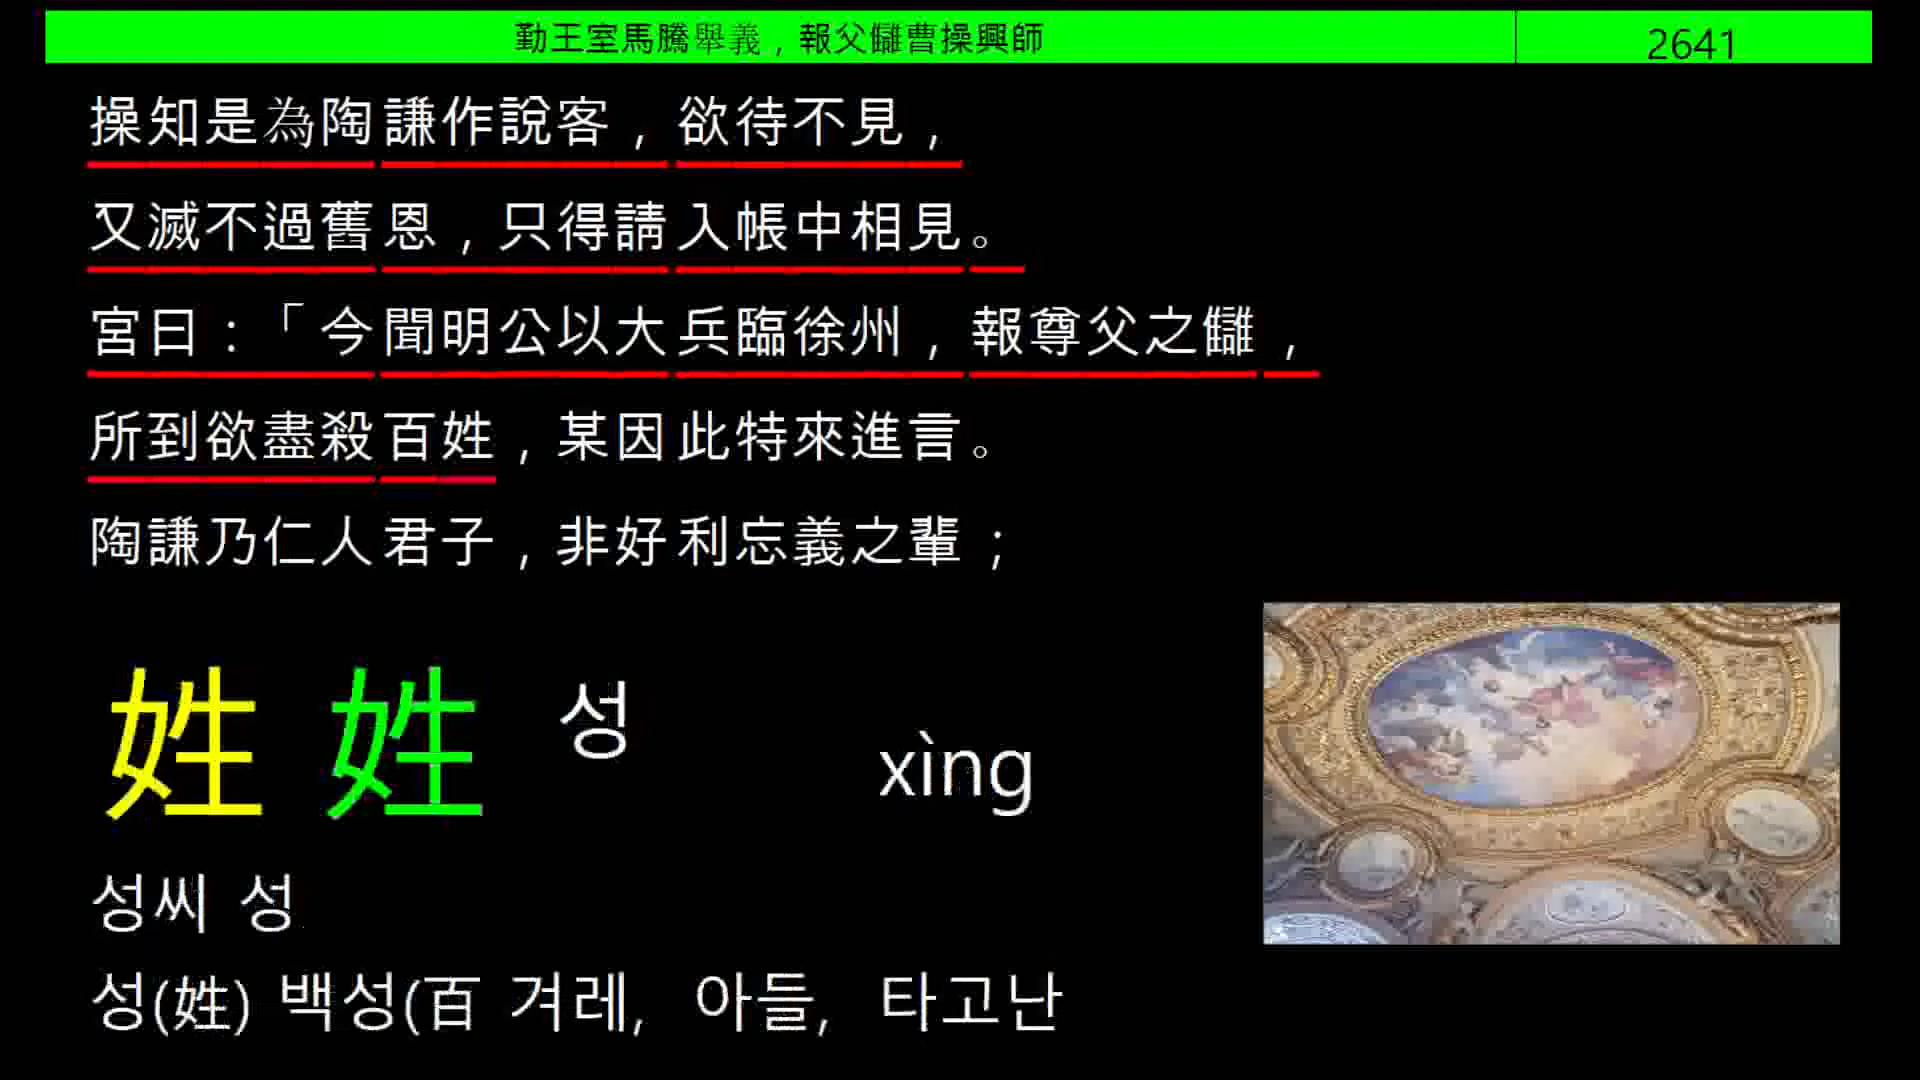 勤王室馬騰舉義，報父讎曹操興師
2641
操知是為陶謙作說客，欲待不見，
又滅不過舊恩，只得請入帳中相見。
宮曰：「今聞明公以大兵臨徐州，報尊父之讎，
所到欲盡殺百姓，某因此特來進言。
陶謙乃仁人君子，非好利忘義之輩；
姓 姓 성 xìng
성씨 성
성(姓) 백성(百 겨레, 아들, 타고난